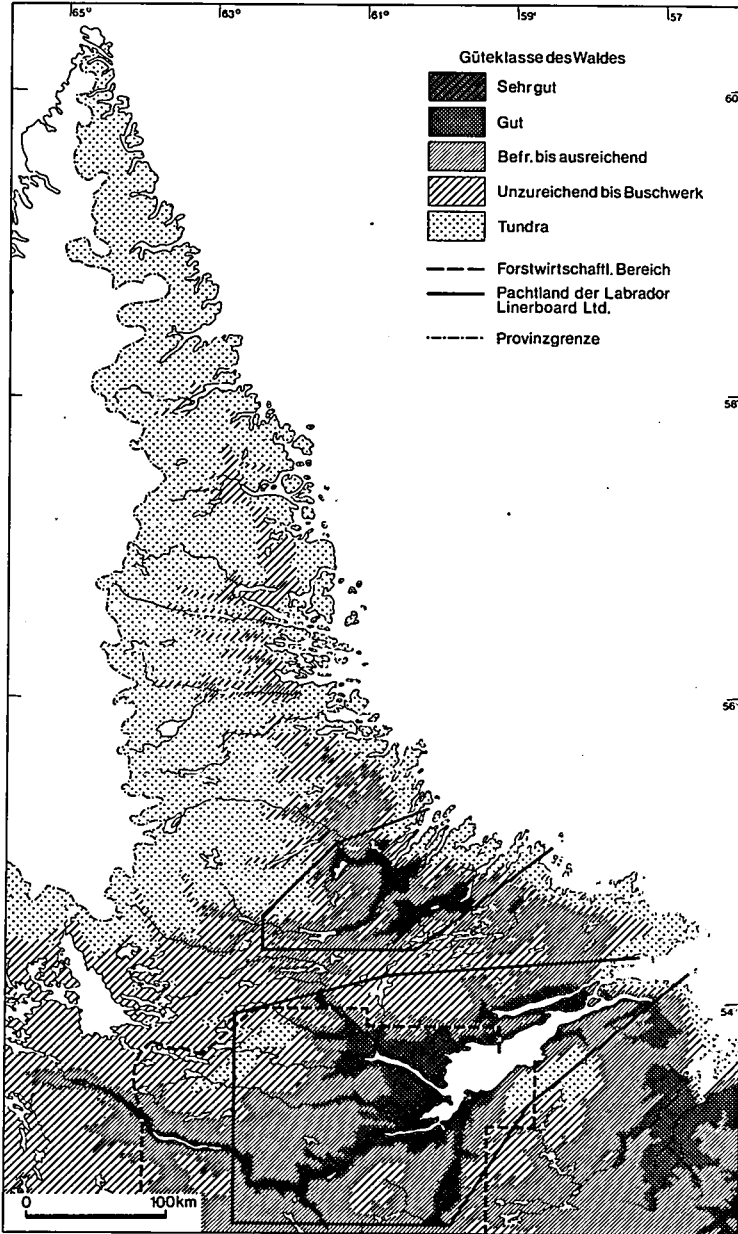 65° 63° 61° 59° 57
Güteklasse des Waldes
Sehr gut
Gut
Befr. bis ausreichend
Unzureichend bis Buschwerk
Tundra
Forstwirtschaftl. Bereich
Pachtland der Labrador
Linerboard Ltd.
Provinzgrenze
60
58
56
54
0 100km